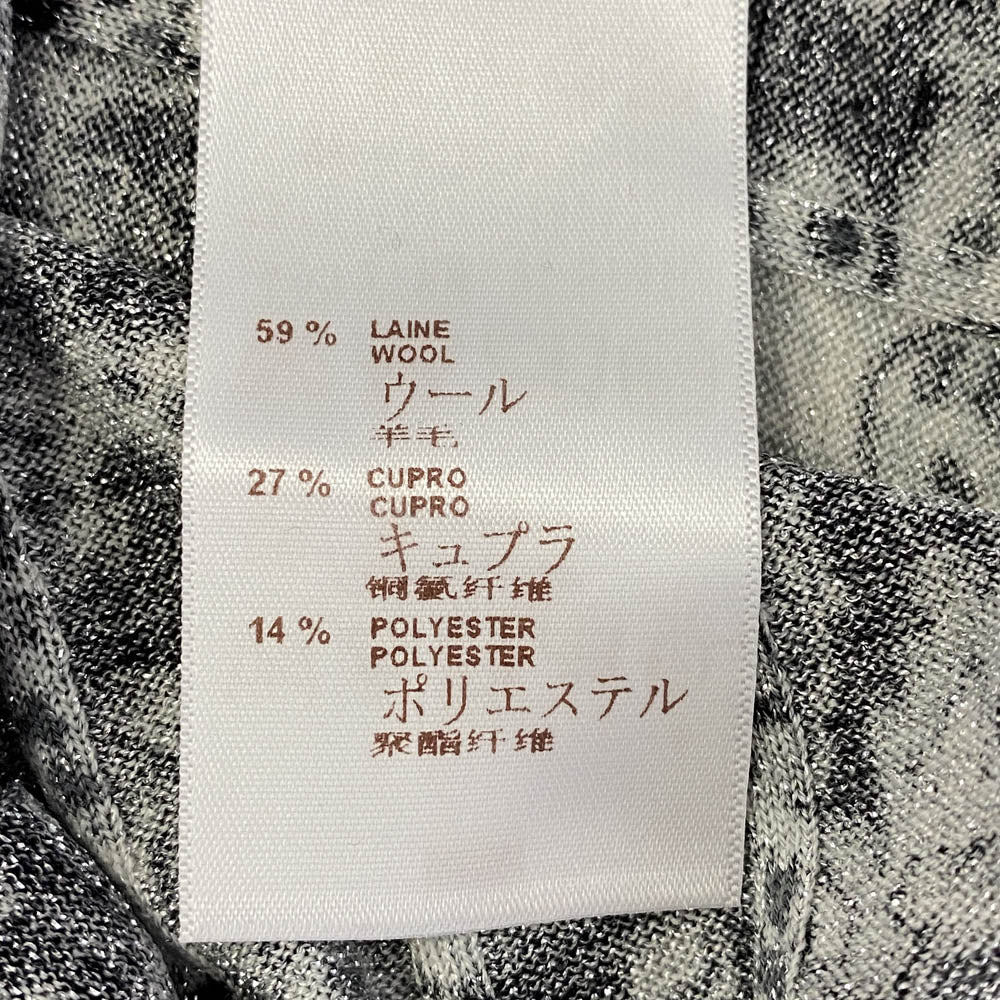 59 % LAINE
WOOL
ウール
羊毛
27 % CUPRO
CUPRO
キュプラ
铜氨纤维
14 % POLYESTER
POLYESTER
ポリエステル
聚酯纤维